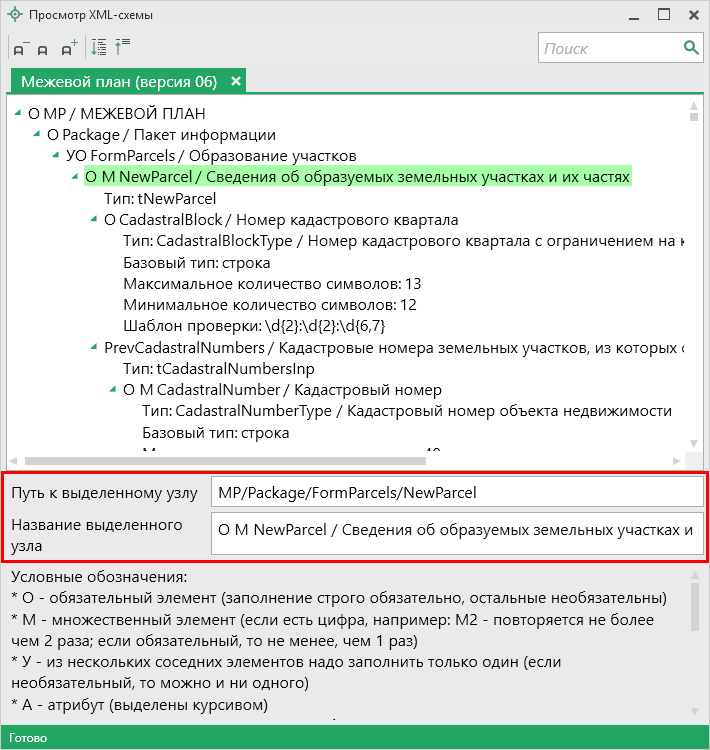 Просмотр XML-схемы
Поиск
Межевой план (версия 06)
О MP / МЕЖЕВОЙ ПЛАН
О Package / Пакет информации
УО FormParcels / Образование участков
О М NewParcel / Сведения об образуемых земельных участках и их частях
Тип: tNewParcel
О CadastralBlock / Номер кадастрового квартала
Тип: CadastralBlockType / Номер кадастрового квартала с ограничением на к
Базовый тип: строка
Максимальное количество символов: 13
Минимальное количество символов: 12
Шаблон проверки: \d{2}:\d{2}:\d{6,7}
PrevCadastralNumbers / Кадастровые номера земельных участков, из которых
Тип: tCadastralNumbersInp
О М CadastralNumber / Кадастровый номер
Тип: CadastralNumberType / Кадастровый номер объекта недвижимости
Базовый тип: строка
Путь к выделенному узлу
MP/Package/FormParcels/NewParcel
Название выделенного
узла
О М NewParcel / Сведения об образуемых земельных участках и
Условные обозначения:
* О - обязательный элемент (заполнение строго обязательно, остальные необязательны)
* М - множественный элемент (если есть цифра, например: М2 - повторяется не более
чем 2 раза; если обязательный, то не менее, чем 1 раз)
* У - из нескольких соседних элементов надо заполнить только один (если
необязательный, то можно и ни одного)
* А - атрибут (выделены курсивом)
Готово